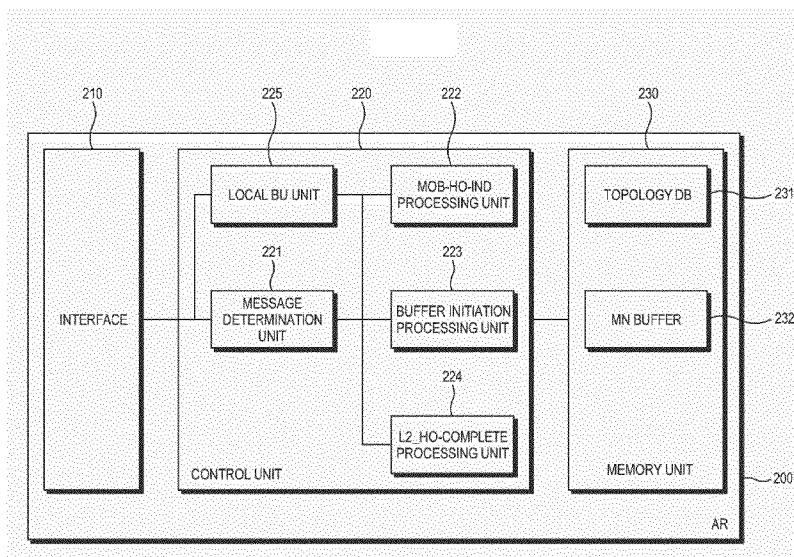 210
225
220
222
230
LOCAL BU UNIT
MOB-HO-IND
PROCESSING UNIT
TOPOLOGY DB
231
221
223
INTERFACE
MESSAGE
DETERMINATION
UNIT
BUFFER INITIATION
PROCESSING UNIT
MN BUFFER
232
224
L2_HO-COMPLETE
PROCESSING UNIT
CONTROL UNIT
MEMORY UNIT
200
AR